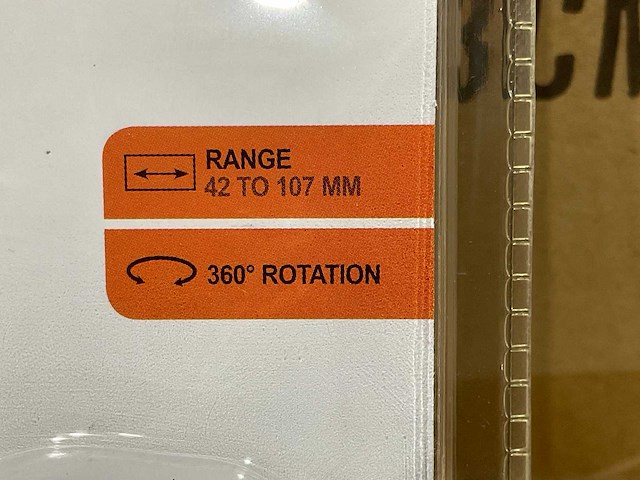 RANGE
42 TO 107 MM
360° ROTATION